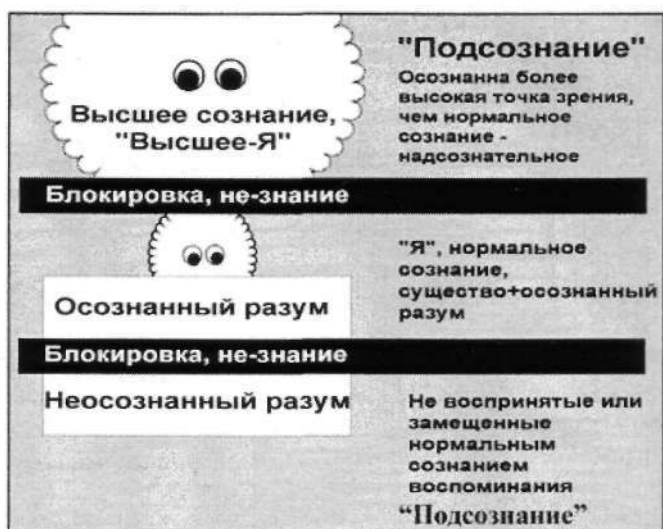 Высшее сознание,
"Высшее-Я"
"Подсознание"
Осознанна более
высокая точка зрения,
чем нормальное
сознание -
надсознательное
Блокировка, не-знание
Осознанный разум
"Я", нормальное
сознание,
существо+осознанный
разум
Блокировка, не-знание
Неосознанный разум
Не воспринятые или
замещенные
нормальным
сознанием
воспоминания
“Подсознание”